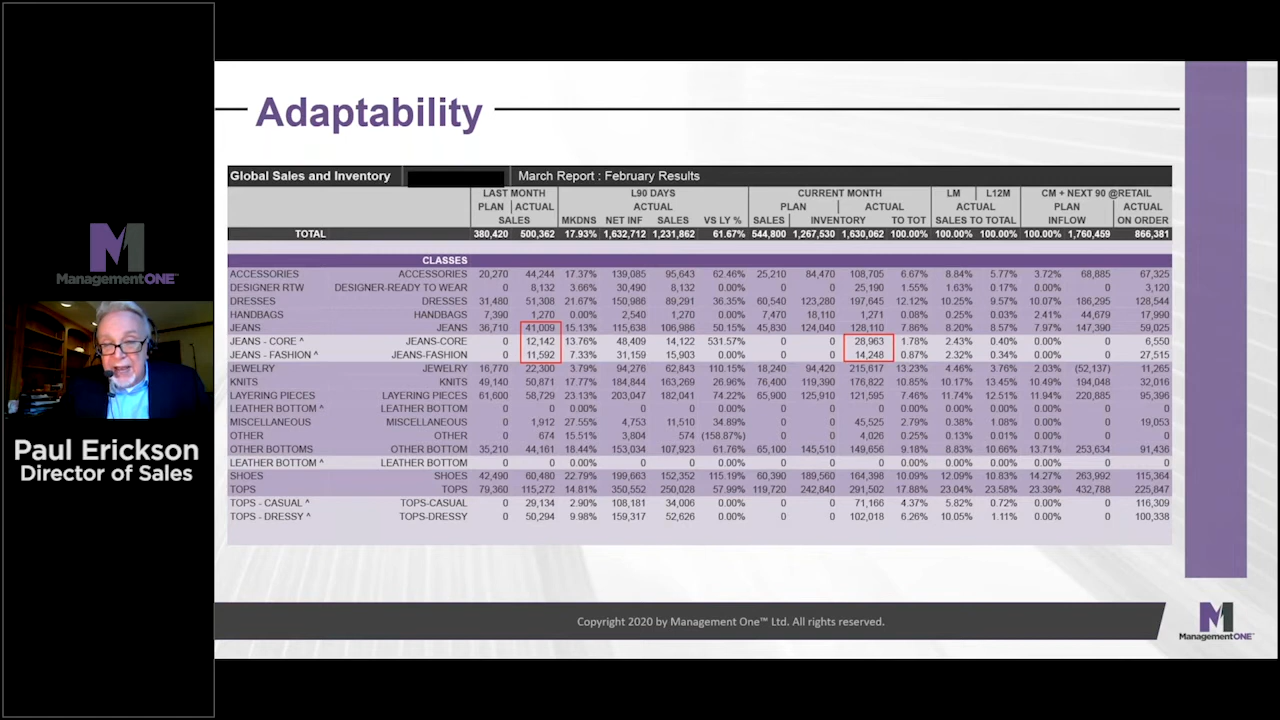 Adaptability
Global Sales and Inventory March Report : February Results
LAST MONTH L90 DAYS CURRENT MONTH LM L12M CM + NEXT 90 @RETAIL
PLAN ACTUAL ACTUAL PLAN ACTUAL ACTUAL PLAN ACTUAL
SALES MKDNS NET INF SALES VS LY % SALES INVENTORY TO TOT SALES TO TOTAL INFLOW ON ORDER
TOTAL 380,420 500,362 17.93% 1,632,712 1,231,862 61.67% 544,800 1,267,530 1,630,062 100.00% 100.00% 100.00% 100.00% 1,760,459 866,381
CLASSES
ACCESSORIES ACCESSORIES 20,270 44,244 17.37% 139,085 95,643 62.46% 25,210 84,470 108,705 6.67% 8.84% 5.77% 3.72% 68,885 67,325
DESIGNER RTW DESIGNER-READY TO WEAR 0 8,132 3.66% 30,490 8,132 0.00% 0 0 25,190 1.55% 1.63% 0.17% 0.00% 0 3,120
DRESSES DRESSES 31,480 51,308 21.67% 150,986 89,291 36.35% 60,540 123,280 197,645 12.12% 10.25% 9.57% 10.07% 186,295 128,544
HANDBAGS HANDBAGS 7,390 1,270 0.00% 2,540 1,270 0.00% 7,470 18,110 1,271 0.08% 0.25% 0.03% 2.41% 44,679 17,990
JEANS JEANS 36,710 41,009 15.13% 115,638 106,986 50.15% 45,830 124,040 128,110 7.86% 8.20% 8.57% 7.97% 147,390 59,025
JEANS - CORE ^ JEANS-CORE 0 12,142 13.76% 48,409 14,122 531.57% 0 0 28,963 1.78% 2.43% 0.40% 0.00% 0 6,550
JEANS - FASHION ^ JEANS-FASHION 0 11,592 7.33% 31,159 15,903 0.00% 0 0 14,248 0.87% 2.32% 0.34% 0.00% 0 27,515
JEWELRY JEWELRY 16,770 22,300 3.79% 94,276 62,843 110.15% 18,240 94,420 215,617 13.23% 4.46% 3.76% 2.03% (52,137) 11,265
KNITS KNITS 49,140 50,871 17.77% 184,844 163,269 26.96% 76,400 119,390 176,822 10.85% 10.17% 13.45% 10.49% 194,048 32,016
LAYERING PIECES LAYERING PIECES 61,600 58,729 23.13% 203,047 182,041 74.22% 65,900 125,910 121,595 7.46% 11.74% 12.51% 11.94% 220,885 95,396
LEATHER BOTTOM ^ LEATHER BOTTOM 0 0 0.00% 0 0 0.00% 0 0 0 0.00% 0.00% 0.00% 0.00% 0 0
MISCELLANEOUS MISCELLANEOUS 0 1,912 27.55% 4,753 11,510 34.89% 0 0 45,525 2.79% 0.38% 1.08% 0.00% 0 19,053
OTHER OTHER 0 674 15.51% 3,804 574 (158.87%) 0 0 4,026 0.25% 0.13% 0.01% 0.00% 0 0
OTHER BOTTOMS OTHER BOTTOM 35,210 44,161 18.44% 153,034 107,923 61.76% 65,100 145,510 149,656 9.18% 8.83% 10.66% 13.71% 253,634 91,436
LEATHER BOTTOM ^ LEATHER BOTTOM 0 0 0.00% 0 0 0.00% 0 0 0 0.00% 0.00% 0.00% 0.00% 0 0
SHOES SHOES 42,490 60,480 22.79% 199,663 152,352 115.19% 60,390 189,560 164,398 10.09% 12.09% 10.83% 14.27% 263,992 115,364
TOPS TOPS 79,360 115,272 14.81% 350,552 250,028 57.99% 119,720 242,840 291,502 17.88% 23.04% 23.58% 23.39% 432,788 225,847
TOPS - CASUAL ^ TOPS-CASUAL 0 29,134 2.90% 108,181 34,006 0.00% 0 0 71,166 4.37% 5.82% 0.72% 0.00% 0 116,309
TOPS - DRESSY ^ TOPS-DRESSY 0 50,294 9.98% 159,317 52,626 0.00% 0 0 102,018 6.26% 10.05% 1.11% 0.00% 0 100,338
ManagementONE™
Paul Erickson
Director of Sales
Copyright 2020 by Management One™ Ltd. All rights reserved.
ManagementONE™